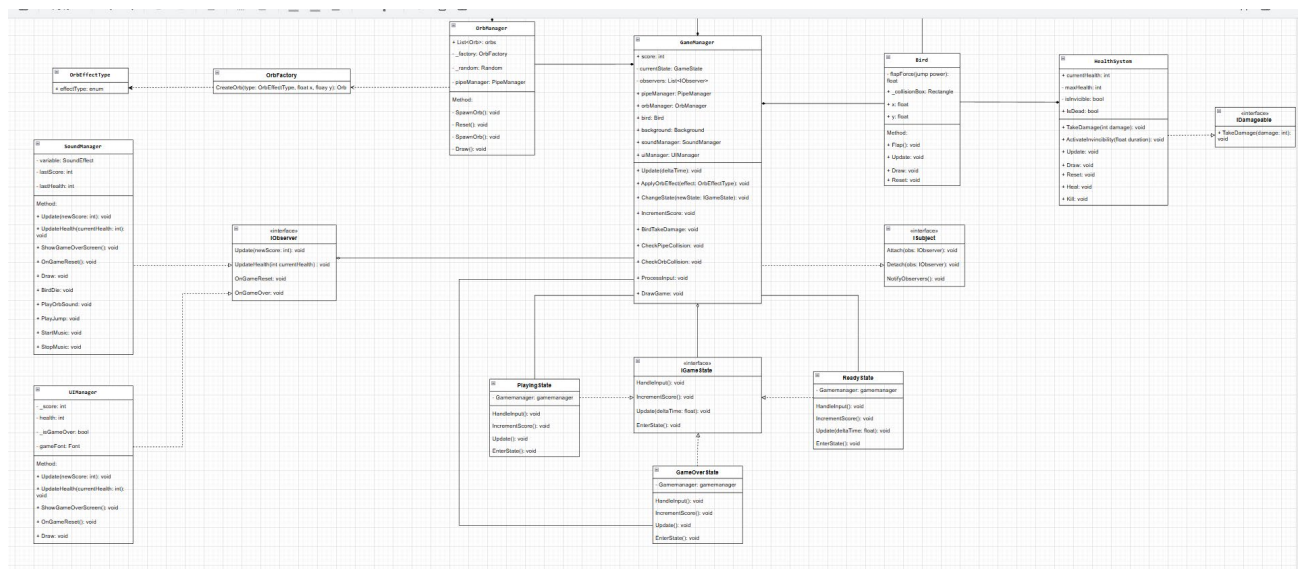 OrbManager
+ List<Orb>: orbs
- _factory: OrbFactory
- _random: Random
- pipeManager: PipeManager
Method:
- SpawnOrb(): void
- Reset(): void
- SpawnOrb(): void
- Draw(): void
OrbEffectType
+ effectType: enum
OrbFactory
CreateOrb(type: OrbEffectType, float x, floay y): Orb
GameManager
+ score: int
- currentState: GameState
- observers: List<IObserver>
+ pipeManager: PipeManager
+ orbManager: OrbManager
+ bird: Bird
+ background: Background
+ soundManager: SoundManager
+ uiManager: UIManager
+ Update(deltaTime): void
+ ApplyOrbEffect(effect: OrbEffectType): void
+ ChangeState(newState: IGameState): void
+ IncrementScore: void
+ BirdTakeDamage: void
+ CheckPipeCollision: void
+ CheckOrbCollision: void
+ ProcessInput: void
+ DrawGame: void
Bird
- flapForce(jump power):
float
+ _collisionBox: Rectangle
+ x: float
+ y: float
Method:
+ Flap(): void
+ Update: void
+ Draw: void
+ Reset: void
HealthSystem
+ currentHealth: int
- maxHealth: int
- isInvicible: bool
+ IsDead: bool
+ TakeDamage(int damage): void
+ ActivateInvincibility(float duration): void
+ Update: void
+ Draw: void
+ Reset: void
+ Heal: void
+ Kill: void
«interface»
IDamageable
+ TakeDamage(damage: int):
void
SoundManager
- variable: SoundEffect
- lastScore: int
- lastHealth: int
Method:
+ Update(newScore: int): void
+ UpdateHealth(currentHealth: int):
void
+ ShowGameOverScreen(): void
+ OnGameReset(): void
+ Draw: void
+ BirdDie: void
+ PlayOrbSound: void
+ PlayJump: void
+ StartMusic: void
+ StopMusic: void
«interface»
IObserver
Update(newScore: int): void
UpdateHealth(int currentHealth) : void
OnGameReset: void
OnGameOver: void
«interface»
ISubject
Attach(obs: IObserver): void
Detach(obs: IObserver): void
NotifyObservers(): void
UIManager
- _score: int
- health: int
- _isGameOver: bool
- gameFont: Font
Method:
+ Update(newScore: int): void
+ UpdateHealth(currentHealth: int):
void
+ ShowGameOverScreen(): void
+ OnGameReset(): void
+ Draw: void
PlayingState
- Gamemanager: gamemanager
HandleInput(): void
IncrementScore(): void
Update(): void
EnterState(): void
«interface»
IGameState
HandleInput(): void
IncrementScore(): void
Update(deltaTime: float): void
EnterState(): void
ReadyState
- Gamemanager: gamemanager
HandleInput(): void
IncrementScore(): void
Update(deltaTime: float): void
EnterState(): void
GameOverState
- Gamemanager: gamemanager
HandleInput(): void
IncrementScore(): void
Update(): void
EnterState(): void